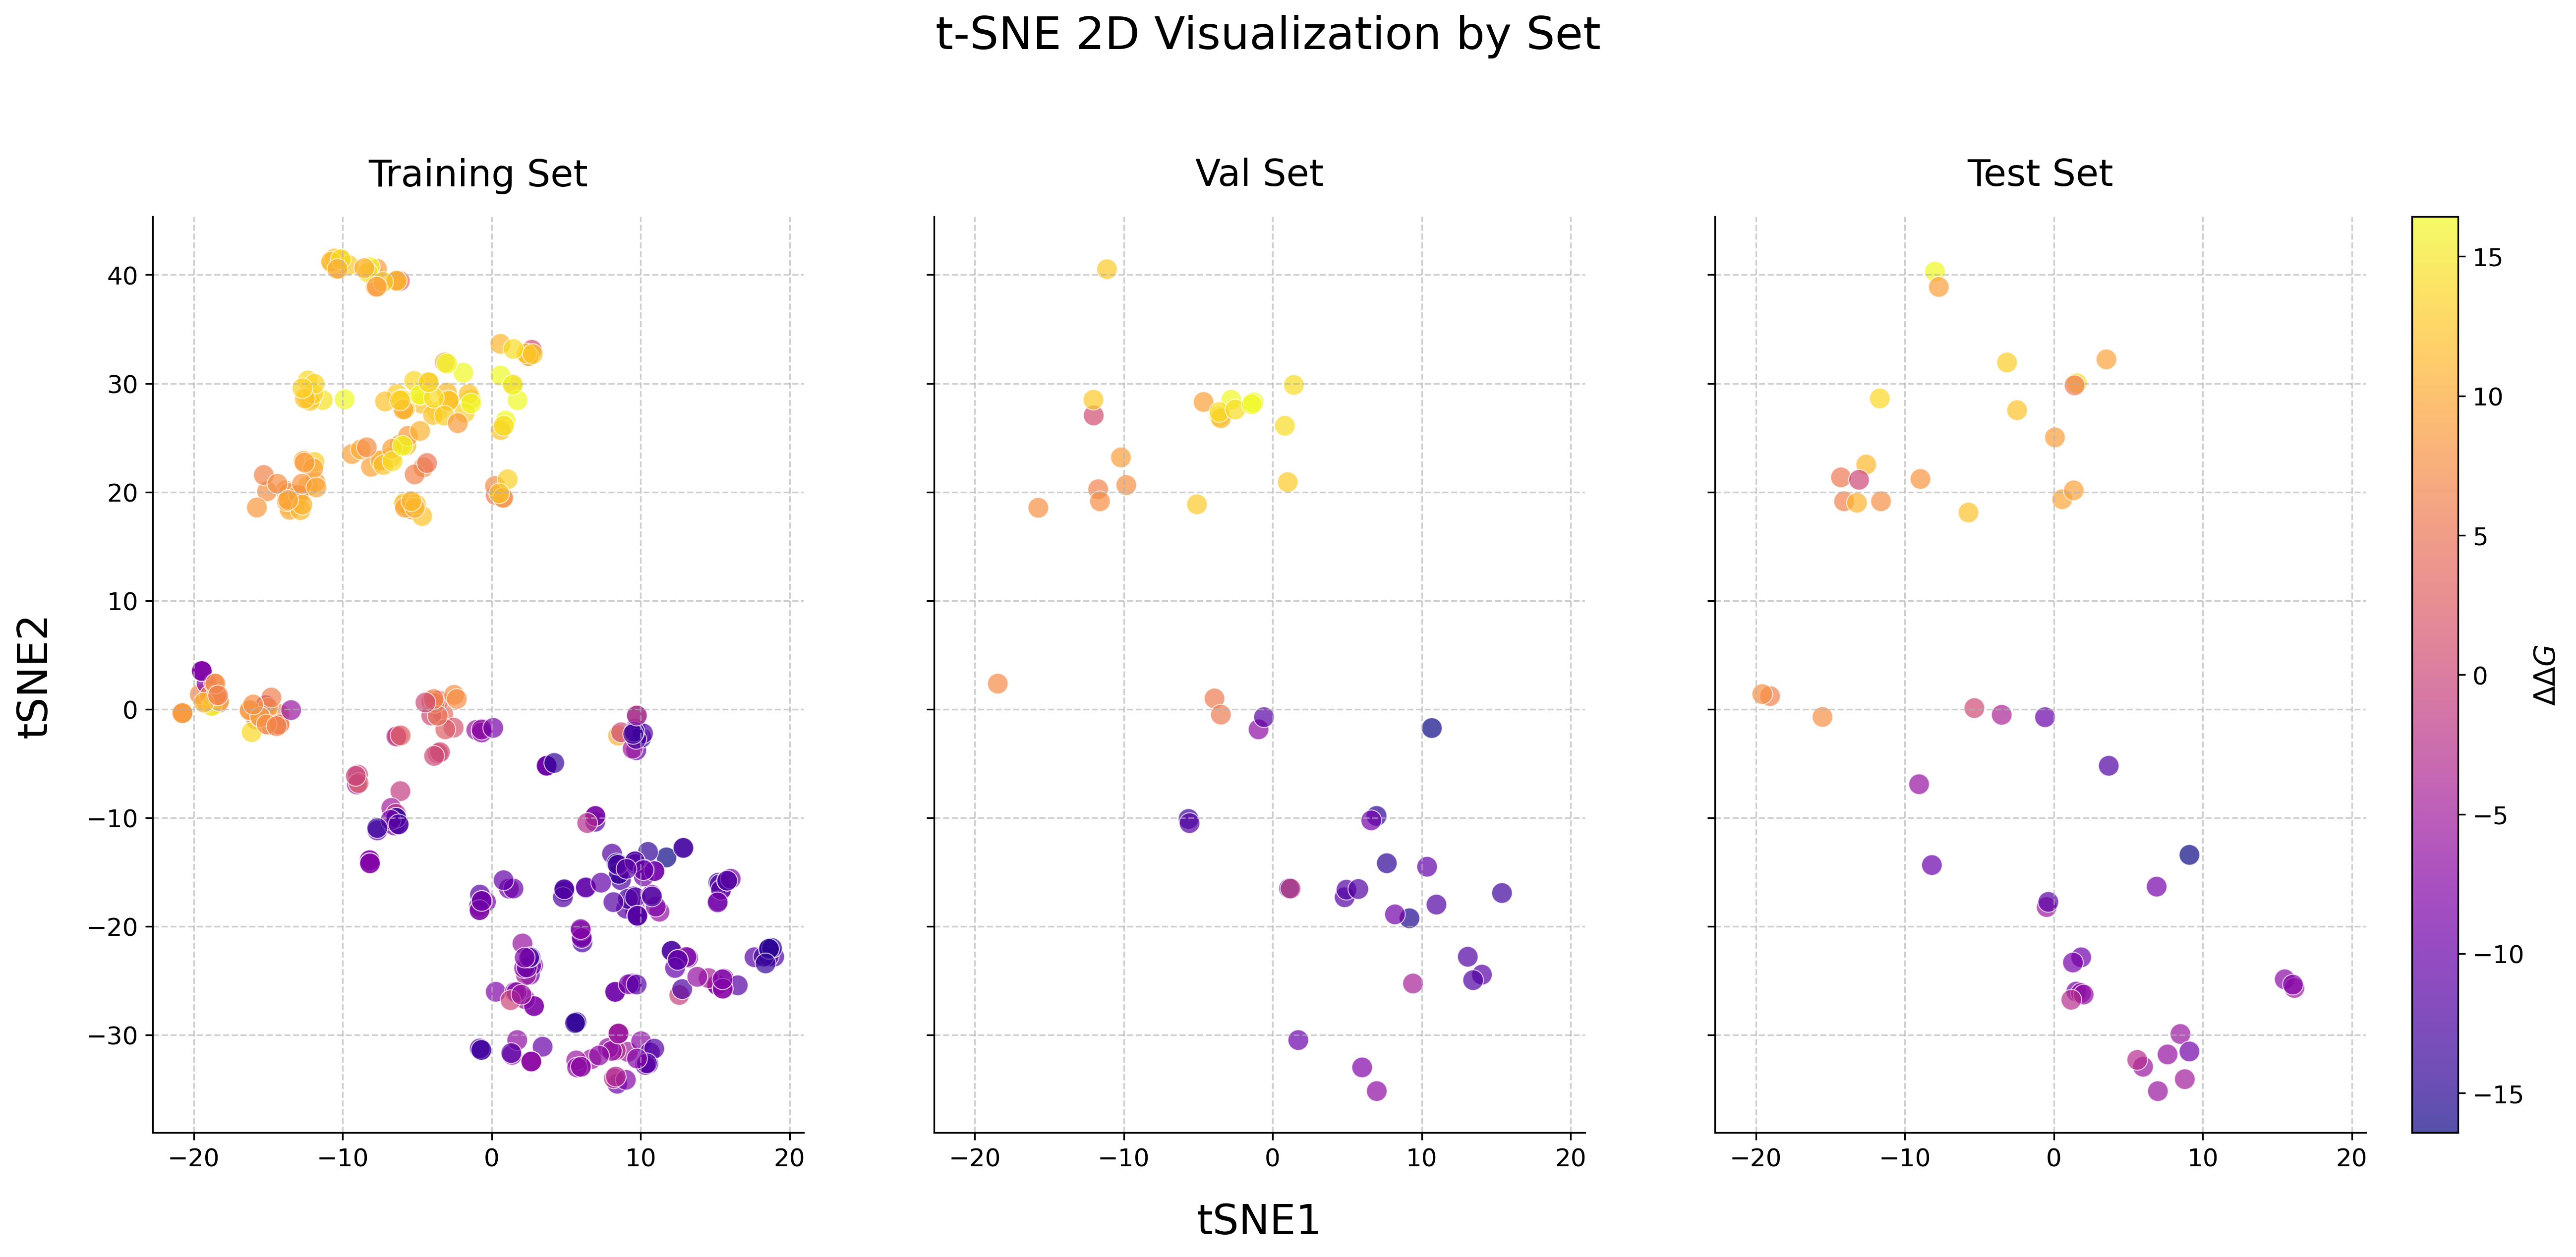 t-SNE 2D Visualization by Set
Training Set
Val Set
Test Set
tSNE2
40
30
20
10
0
−10
−20
−30
−20 −10 0 10 20
−20 −10 0 10 20
−20 −10 0 10 20
tSNE1
15
10
5
0
−5
−10
−15
ΔΔG